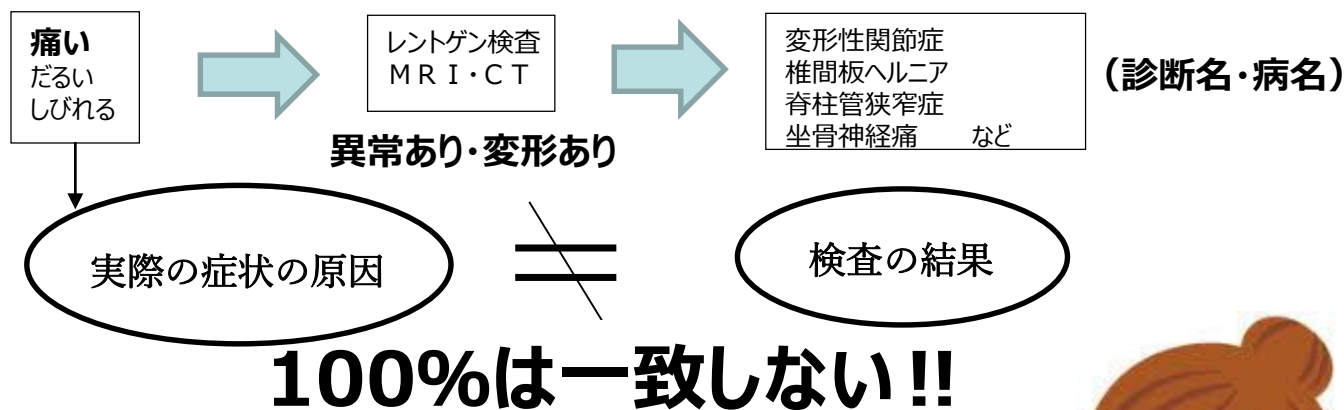 痛い
だるい
しびれる
レントゲン検査
ＭＲＩ・ＣＴ
変形性関節症
椎間板ヘルニア
脊柱管狭窄症
坐骨神経痛　　など
（診断名・病名）
異常あり・変形あり
実際の症状の原因
≠
検査の結果
100%は一致しない!!